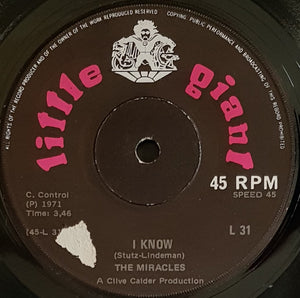 ALL RIGHTS OF THE RECORD PRODUCER AND OF THE OWNER OF THE WORK REPRODUCED RESERVED
PUBLIC PERFORMANCE AND BROADCASTING OF THIS RECORD PROHIBITED
little giant
C. Control
(P) 1971
Time: 3,46
(45-L 31
45 RPM
SPEED 45
L 31
I KNOW
(Stutz-Lindeman)
THE MIRACLES
A Clive Calder Production